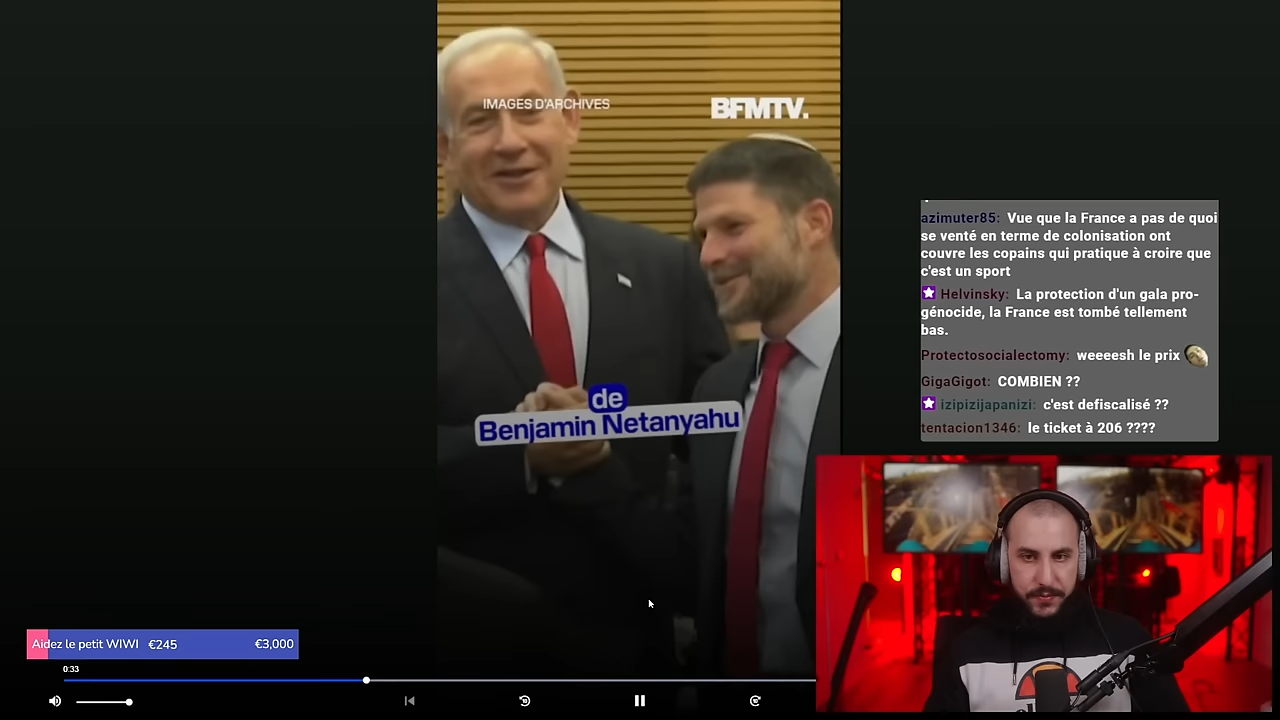 IMAGES D'ARCHIVES
BFMTV.
de
Benjamin Netanyahu
azimuter85: Vue que la France a pas de quoi
se venté en terme de colonisation ont
couvre les copains qui pratique à croire que
c'est un sport
Helvinsky: La protection d'un gala pro-
génocide, la France est tombé tellement
bas.
Protectosocialectomy: weeeesh le prix
GigaGigot: COMBIEN ??
izipizijapanizi: c'est defiscalisé ??
tentacion1346: le ticket à 206 ????
Aidez le petit WIWI €245 €3,000
0:33